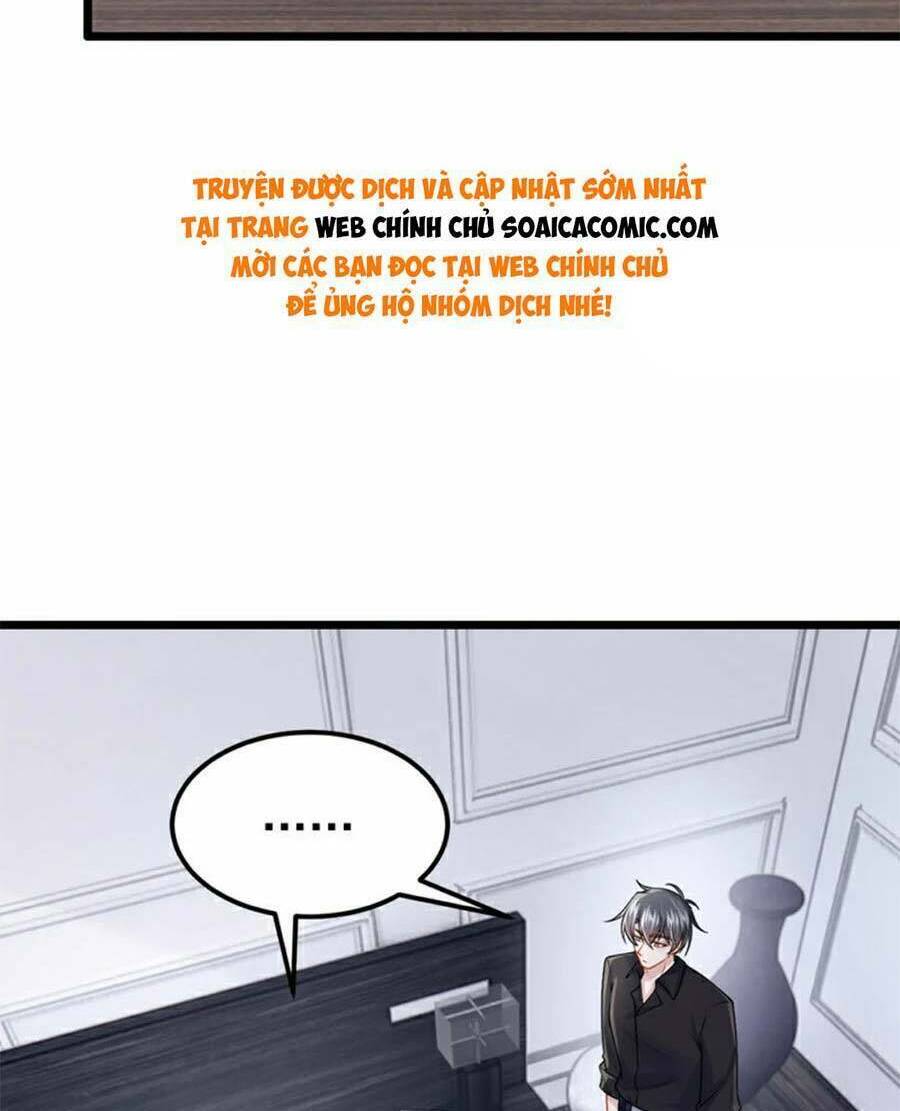 TRUYỆN ĐƯỢC DỊCH VÀ CẬP NHẬT SỚM NHẤT
TẠI TRANG WEB CHÍNH CHỦ SOAICACOMIC.COM
MỜI CÁC BẠN ĐỌC TẠI WEB CHÍNH CHỦ
ĐỂ ỦNG HỘ NHÓM DỊCH NHÉ!
......